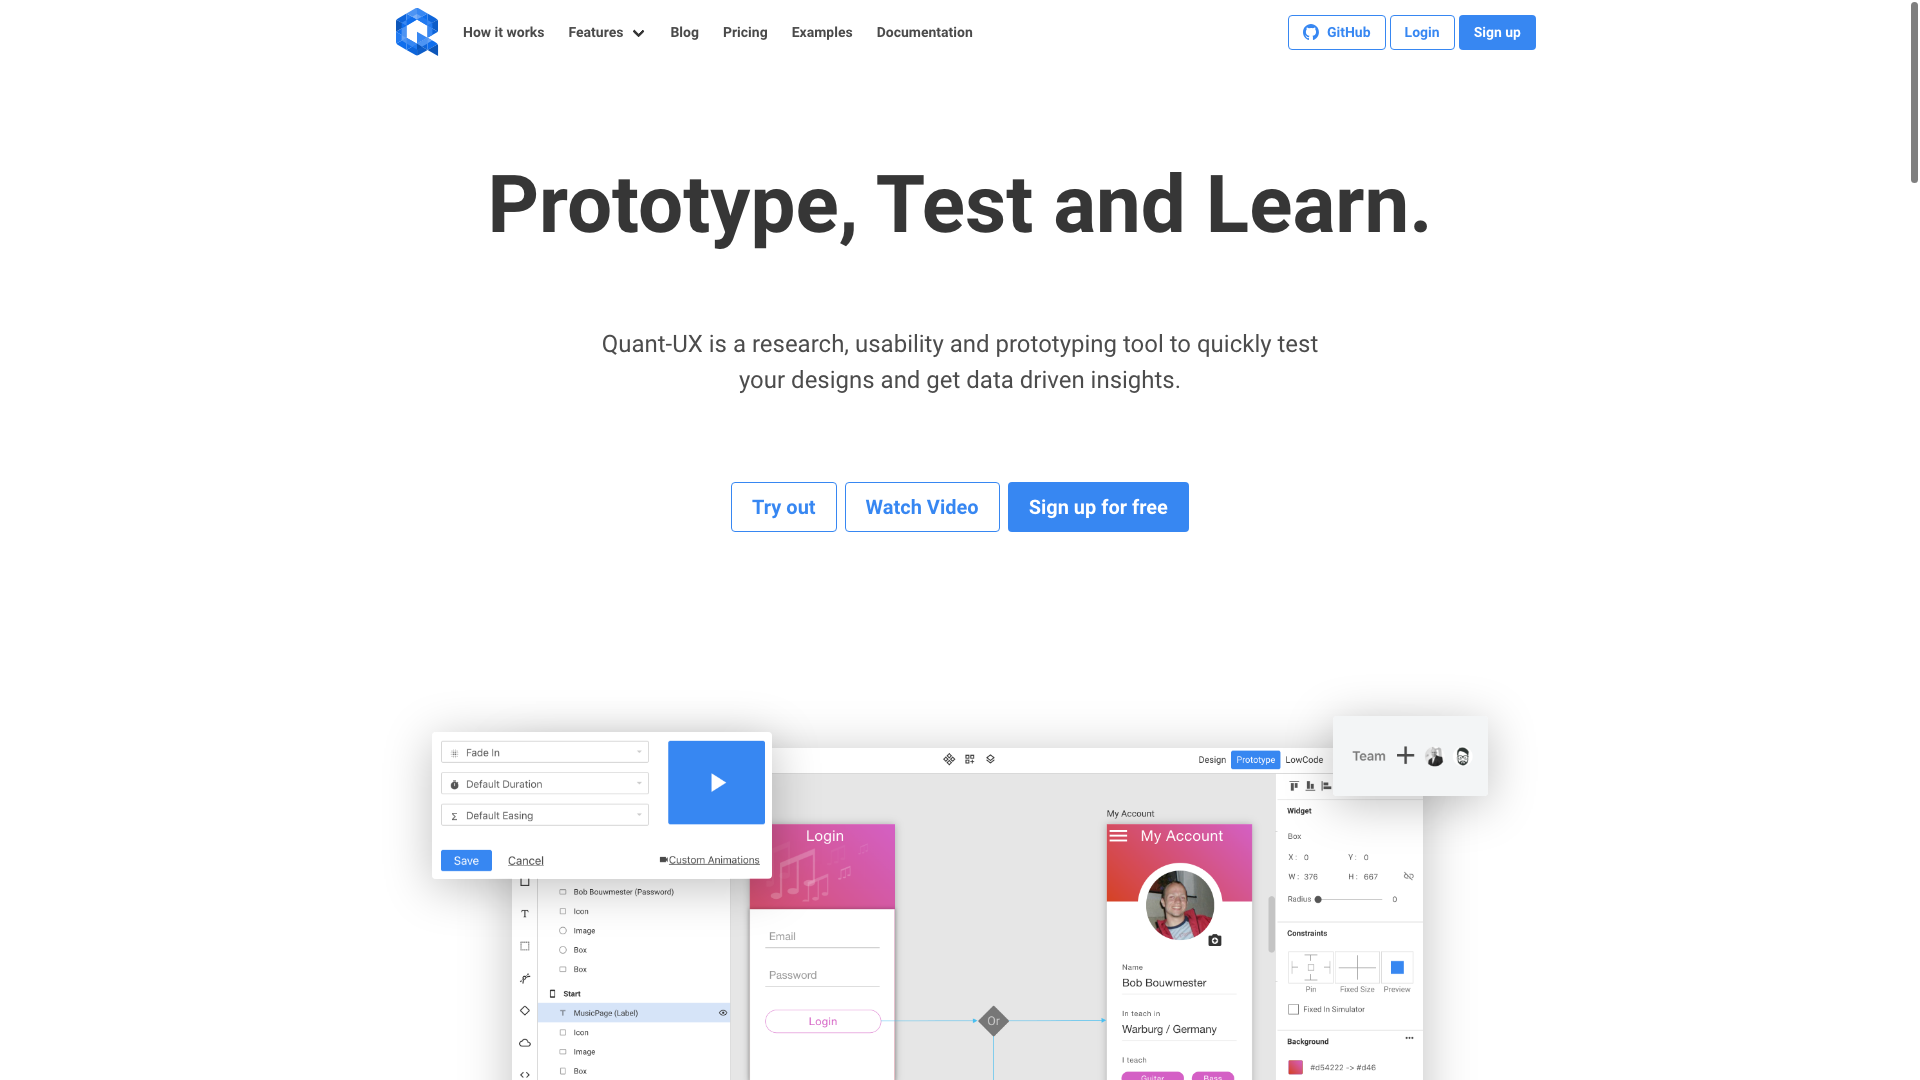 How it works
Features
Blog
Pricing
Examples
Documentation
GitHub
Login
Sign up
Prototype, Test and Learn.
Quant-UX is a research, usability and prototyping tool to quickly test
your designs and get data driven insights.
Try out
Watch Video
Sign up for free
Fade In
Default Duration
Default Easing
Save
Cancel
Custom Animations
Design
Prototype
LowCode
Team
Bob Bouwmester (Password)
Icon
Image
Box
Box
Start
MusicPage (Label)
Icon
Image
Box
Login
Email
Password
Login
Or
My Account
My Account
Name
Bob Bouwmester
In teach in
Warburg / Germany
I teach
Guitar
Bass
Widget
Box
X : 0
Y : 0
W : 376
H : 667
Radius
0
Constraints
Pin
Fixed Size
Preview
Fixed In Simulator
Background
#d54222 -> #d46